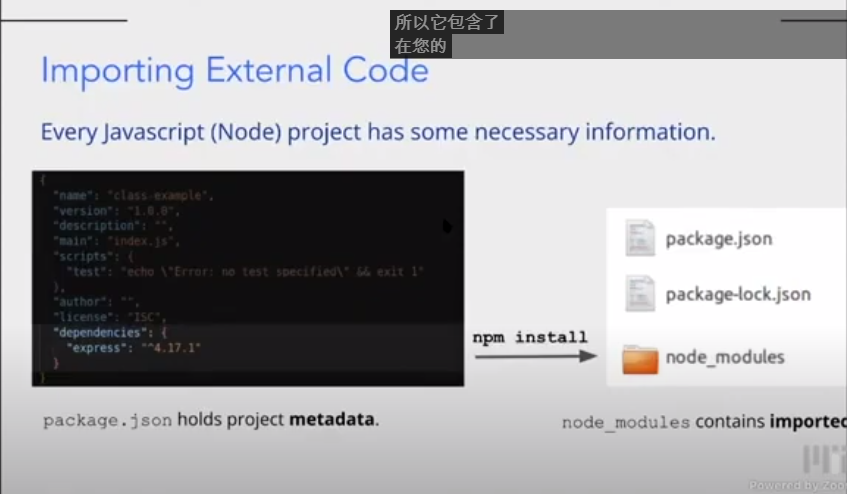 所以它包含了
在您的
Importing External Code
Every Javascript (Node) project has some necessary information.
{
"name": "class-example",
"version": "1.0.0",
"description": "",
"main": "index.js",
"scripts": {
"test": "echo \"Error: no test specified\" && exit 1"
},
"author": "",
"license": "ISC",
"dependencies": {
"express": "^4.17.1"
}
}
npm install
package.json
package-lock.json
node_modules
package.json holds project metadata.
node_modules contains imported
Powered by Zoo